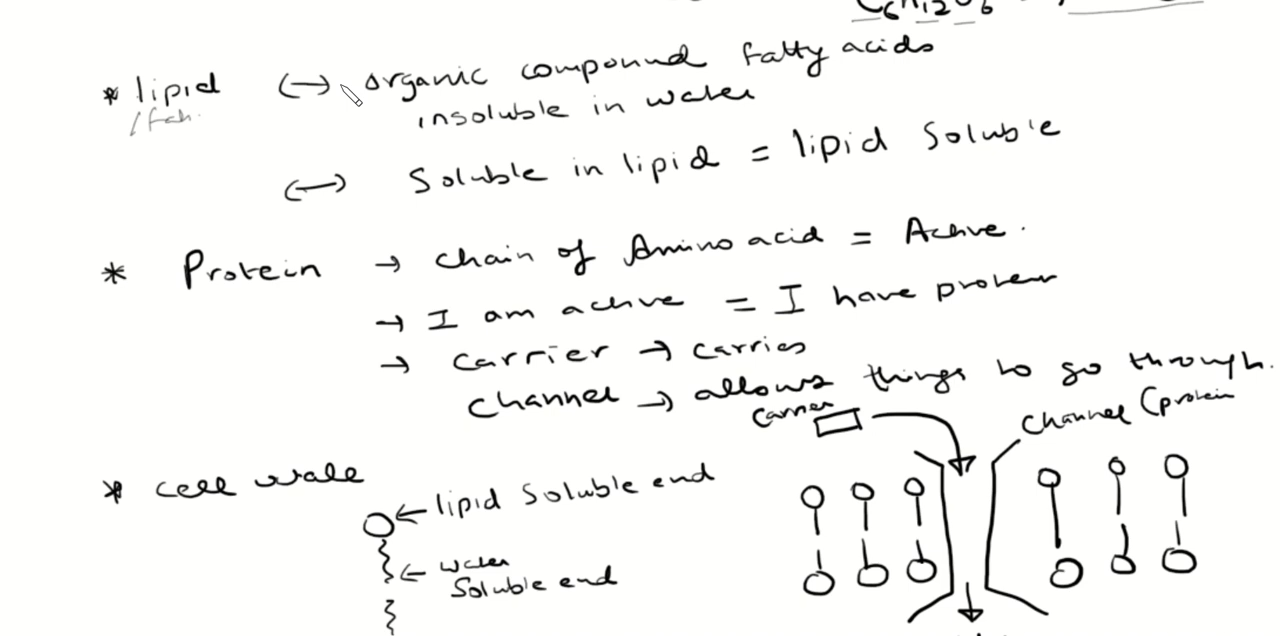 C6H12O6
* lipid ↔ organic compound fatty acids
/ fat.
insoluble in water
↔ Soluble in lipid = lipid Soluble
* Protein → chain of Amino acid = Active.
→ I am active = I have protein
→ carrier → carries
channel → allows things to go through.
Carrier
Channel (protein
* cell wall
← lipid Soluble end
← water
Soluble end